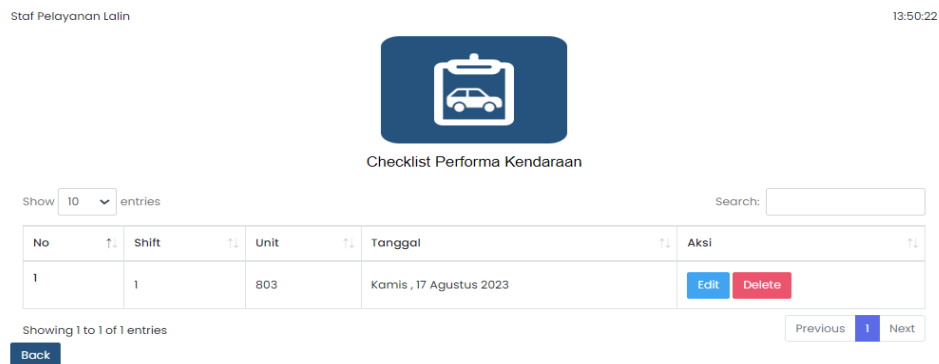 Staf Pelayanan Lalin 13:50:22
Checklist Performa Kendaraan
Show 10 entries Search:
No Shift Unit Tanggal Aksi
1 1 803 Kamis , 17 Agustus 2023 Edit Delete
Showing 1 to 1 of 1 entries Previous 1 Next
Back